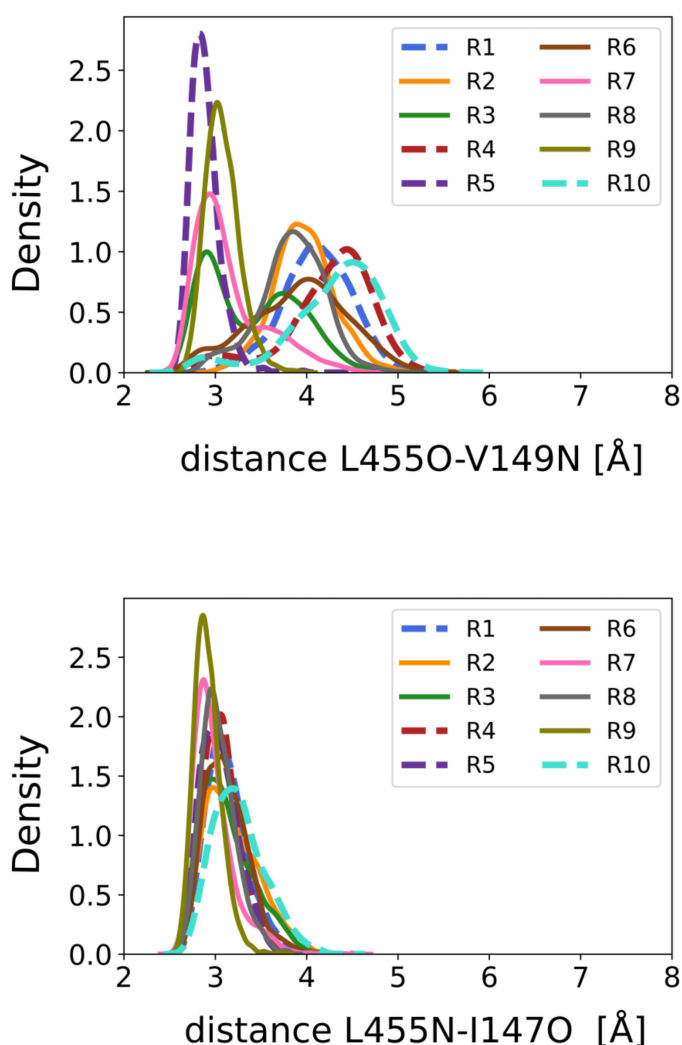 2.5
2.0
1.5
1.0
0.5
0.0
Density
R1 R6
R2 R7
R3 R8
R4 R9
R5 R10
2 3 4 5 6 7 8
distance L455O-V149N [Å]
2.5
2.0
1.5
1.0
0.5
0.0
Density
R1 R6
R2 R7
R3 R8
R4 R9
R5 R10
2 3 4 5 6 7 8
distance L455N-I147O [Å]